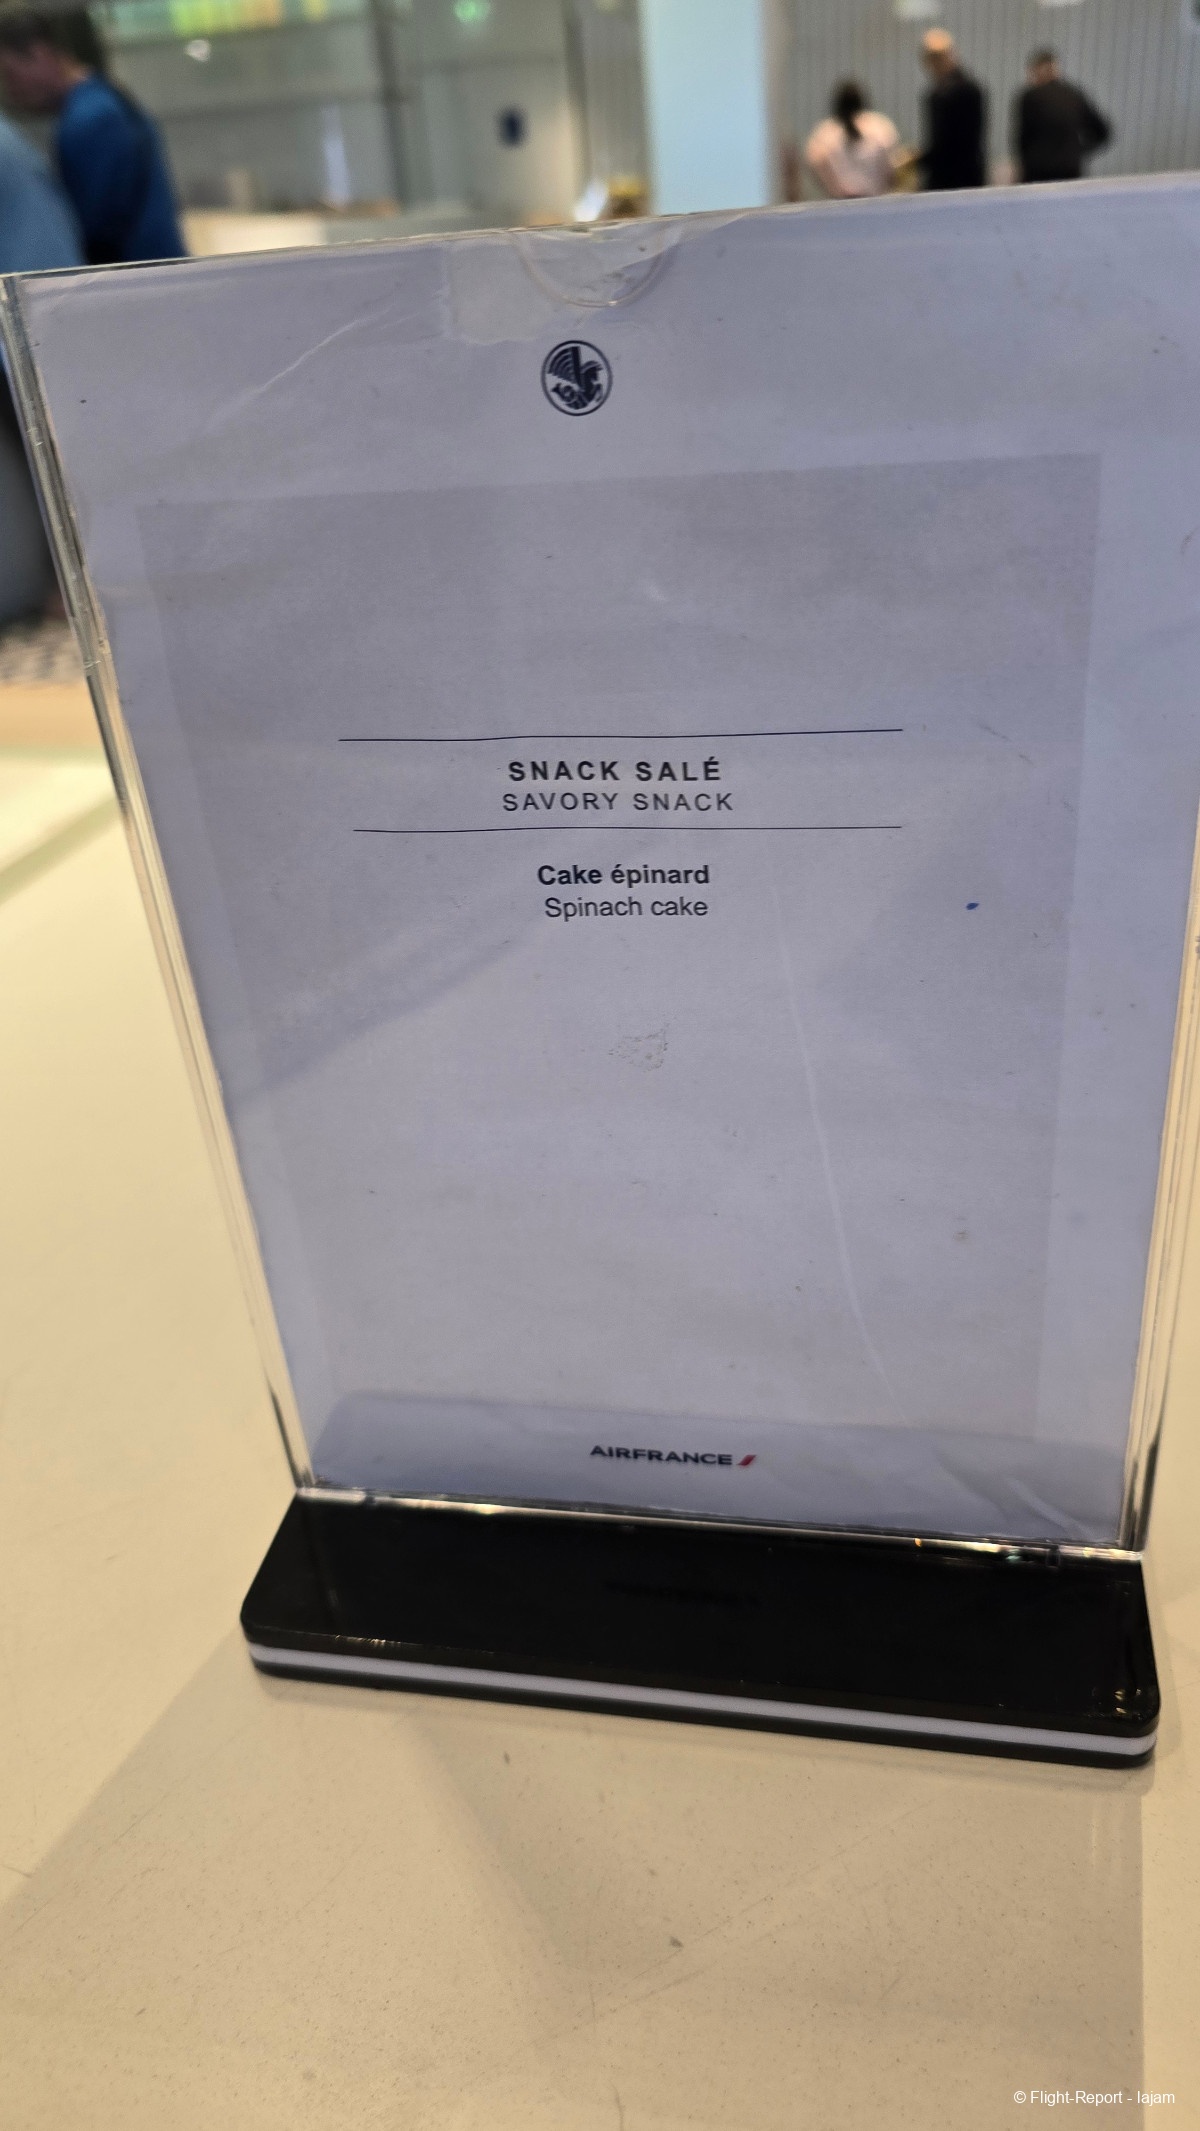 SNACK SALÉ
SAVORY SNACK
Cake épinard
Spinach cake
AIRFRANCE
© Flight-Report - lajam